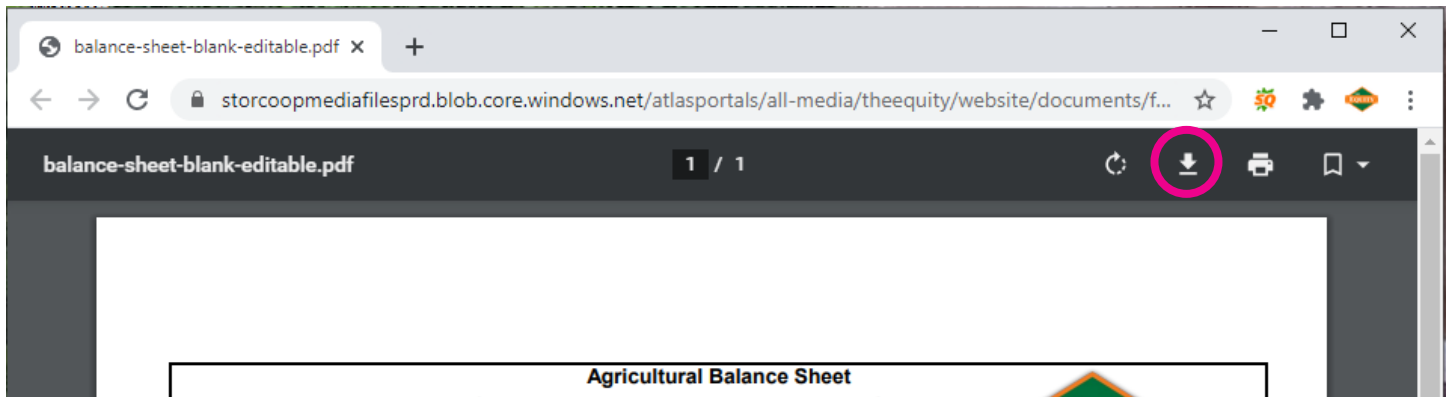 balance-sheet-blank-editable.pdf
storcoopmediafilesprd.blob.core.windows.net/atlasportals/all-media/theequity/website/documents/f...
SQ
balance-sheet-blank-editable.pdf 1 / 1
Agricultural Balance Sheet